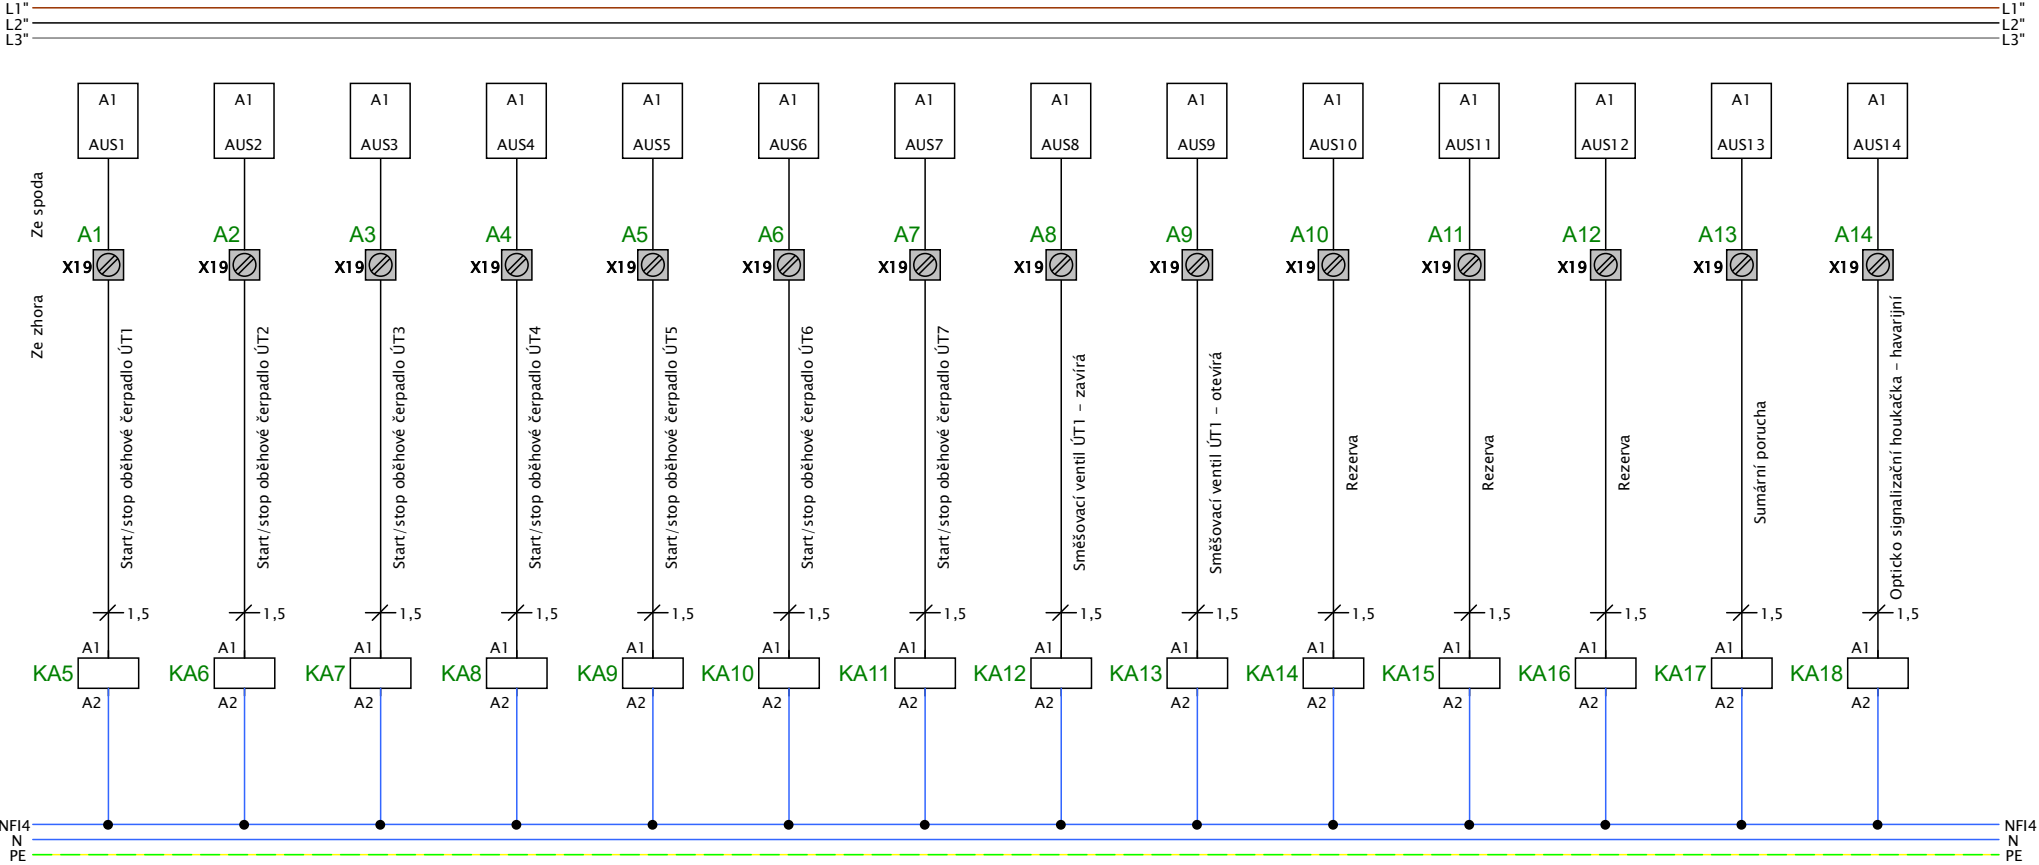 L1" L1"
L2" L2"
L3" L3"
A1 A1 A1 A1 A1 A1 A1 A1 A1 A1 A1 A1 A1 A1
AUS1 AUS2 AUS3 AUS4 AUS5 AUS6 AUS7 AUS8 AUS9 AUS10 AUS11 AUS12 AUS13 AUS14
Ze spoda
A1 A2 A3 A4 A5 A6 A7 A8 A9 A10 A11 A12 A13 A14
X19 X19 X19 X19 X19 X19 X19 X19 X19 X19 X19 X19 X19 X19
Ze zhora
Start/stop oběhové čerpadlo ÚT1
Start/stop oběhové čerpadlo ÚT2
Start/stop oběhové čerpadlo ÚT3
Start/stop oběhové čerpadlo ÚT4
Start/stop oběhové čerpadlo ÚT5
Start/stop oběhové čerpadlo ÚT6
Start/stop oběhové čerpadlo ÚT7
Směšovací ventil ÚT1 - zavírá
Směšovací ventil ÚT1 - otevírá
Rezerva
Rezerva
Rezerva
Sumární porucha
Opticko signalizační houkačka - havarijní
1,5 1,5 1,5 1,5 1,5 1,5 1,5 1,5 1,5 1,5 1,5 1,5 1,5 1,5
A1 A1 A1 A1 A1 A1 A1 A1 A1 A1 A1 A1 A1 A1
KA5 KA6 KA7 KA8 KA9 KA10 KA11 KA12 KA13 KA14 KA15 KA16 KA17 KA18
A2 A2 A2 A2 A2 A2 A2 A2 A2 A2 A2 A2 A2 A2
NFI4 NFI4
N N
PE PE